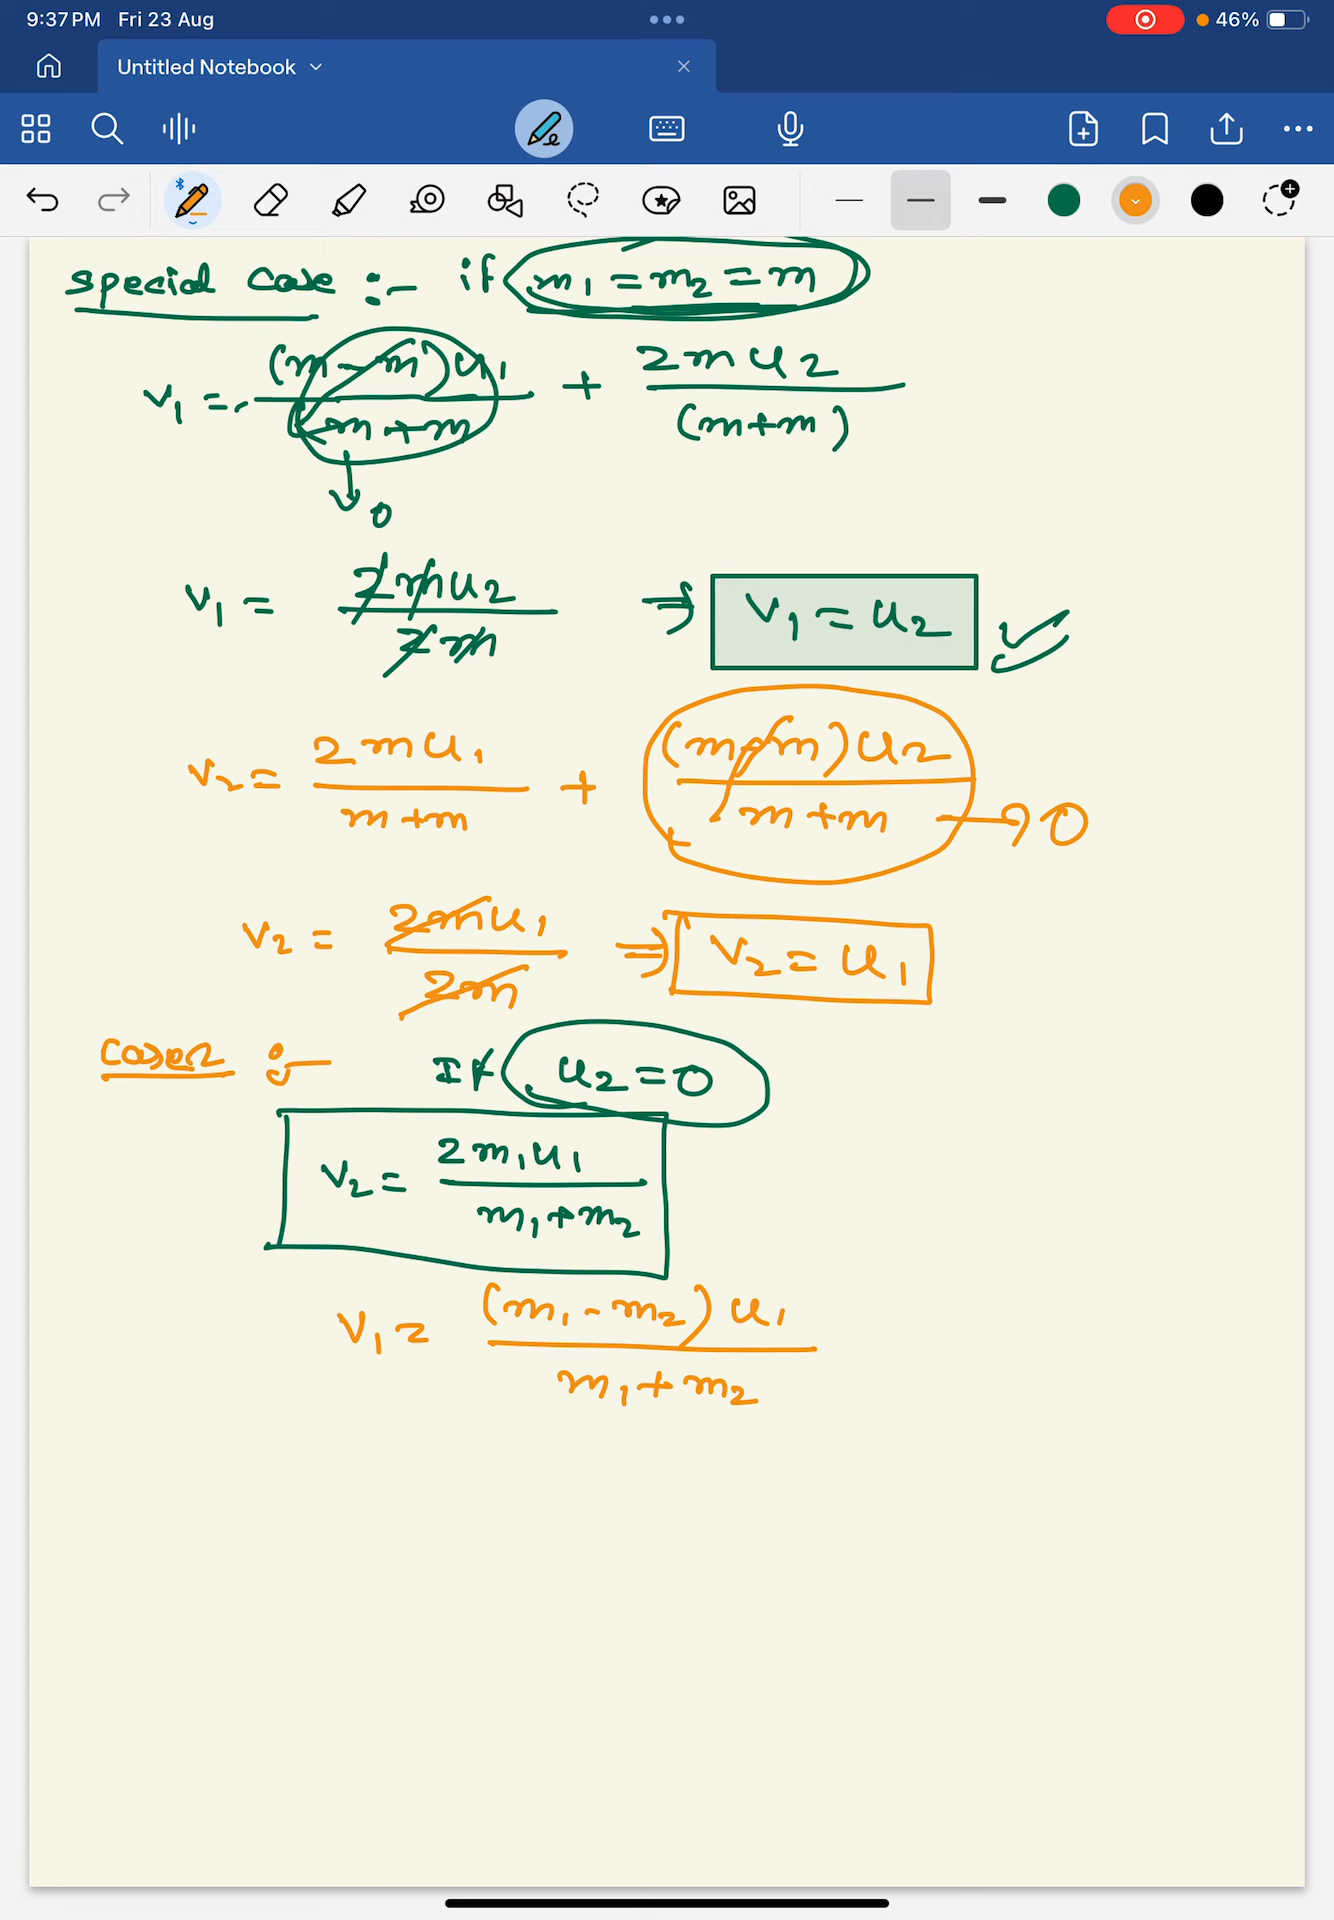 9:37 PM Fri 23 Aug
46%
Untitled Notebook
special case :- if m₁ = m₂ = m
v₁ = (m - m)u₁ / m + m + 2mu₂ / (m+m)
0
v₁ = 2mu₂ / 2m ⇒ v₁ = u₂ ✓
v₂ = 2mu₁ / m+m + (m-m)u₂ / m+m → 0
v₂ = 2mu₁ / 2m ⇒ v₂ = u₁
case2 :- If u₂ = 0
v₂ = 2m₁u₁ / m₁+m₂
v₁ = (m₁-m₂)u₁ / m₁+m₂